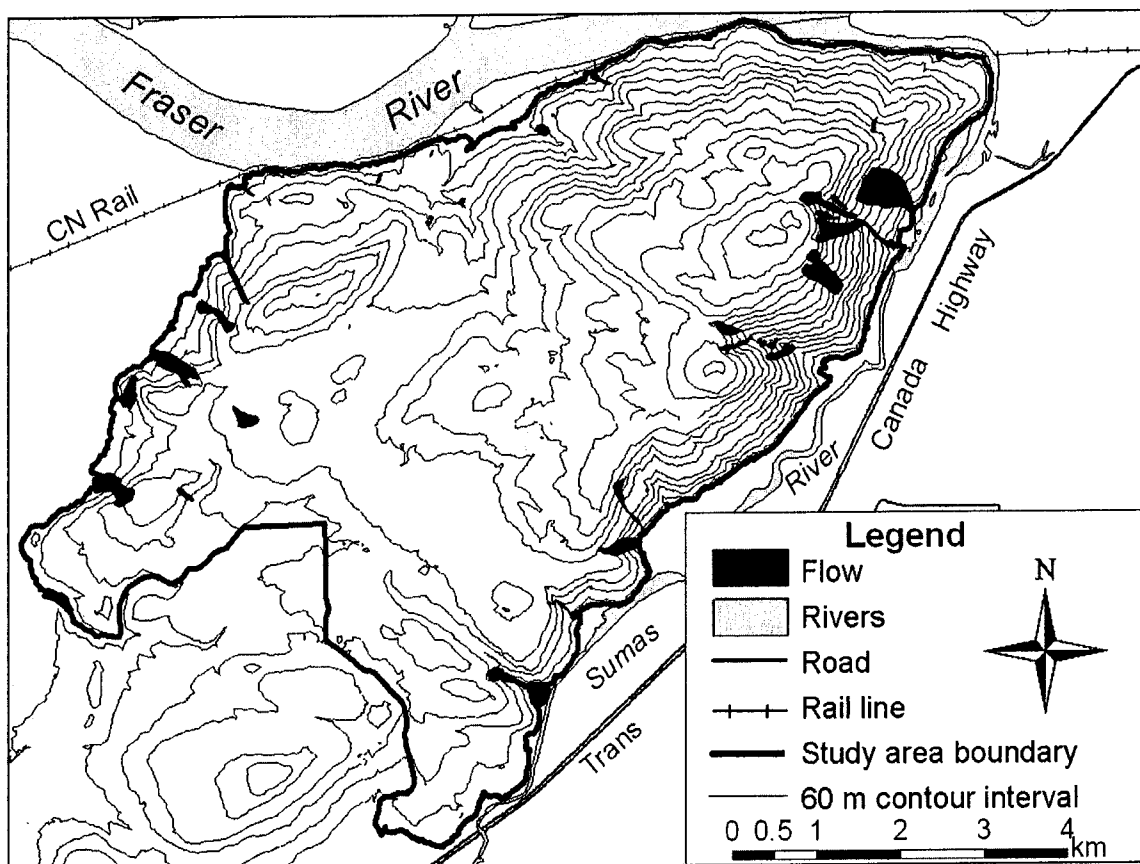 Fraser
River
CN Rail
Highway
Canada
River
Sumas
Trans
Legend
N
Flow
Rivers
Road
Rail line
Study area boundary
60 m contour interval
0 0.5 1 2 3 4
km